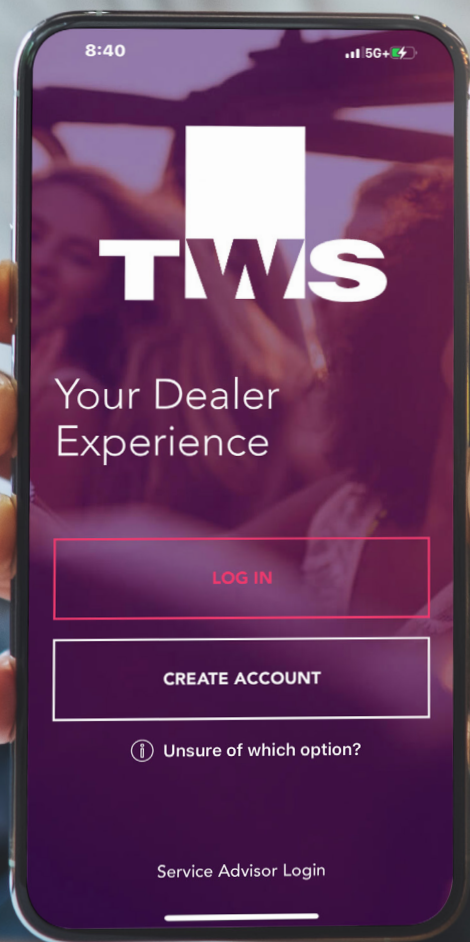 8:40
5G+
TWS
Your Dealer
Experience
LOG IN
CREATE ACCOUNT
Unsure of which option?
Service Advisor Login